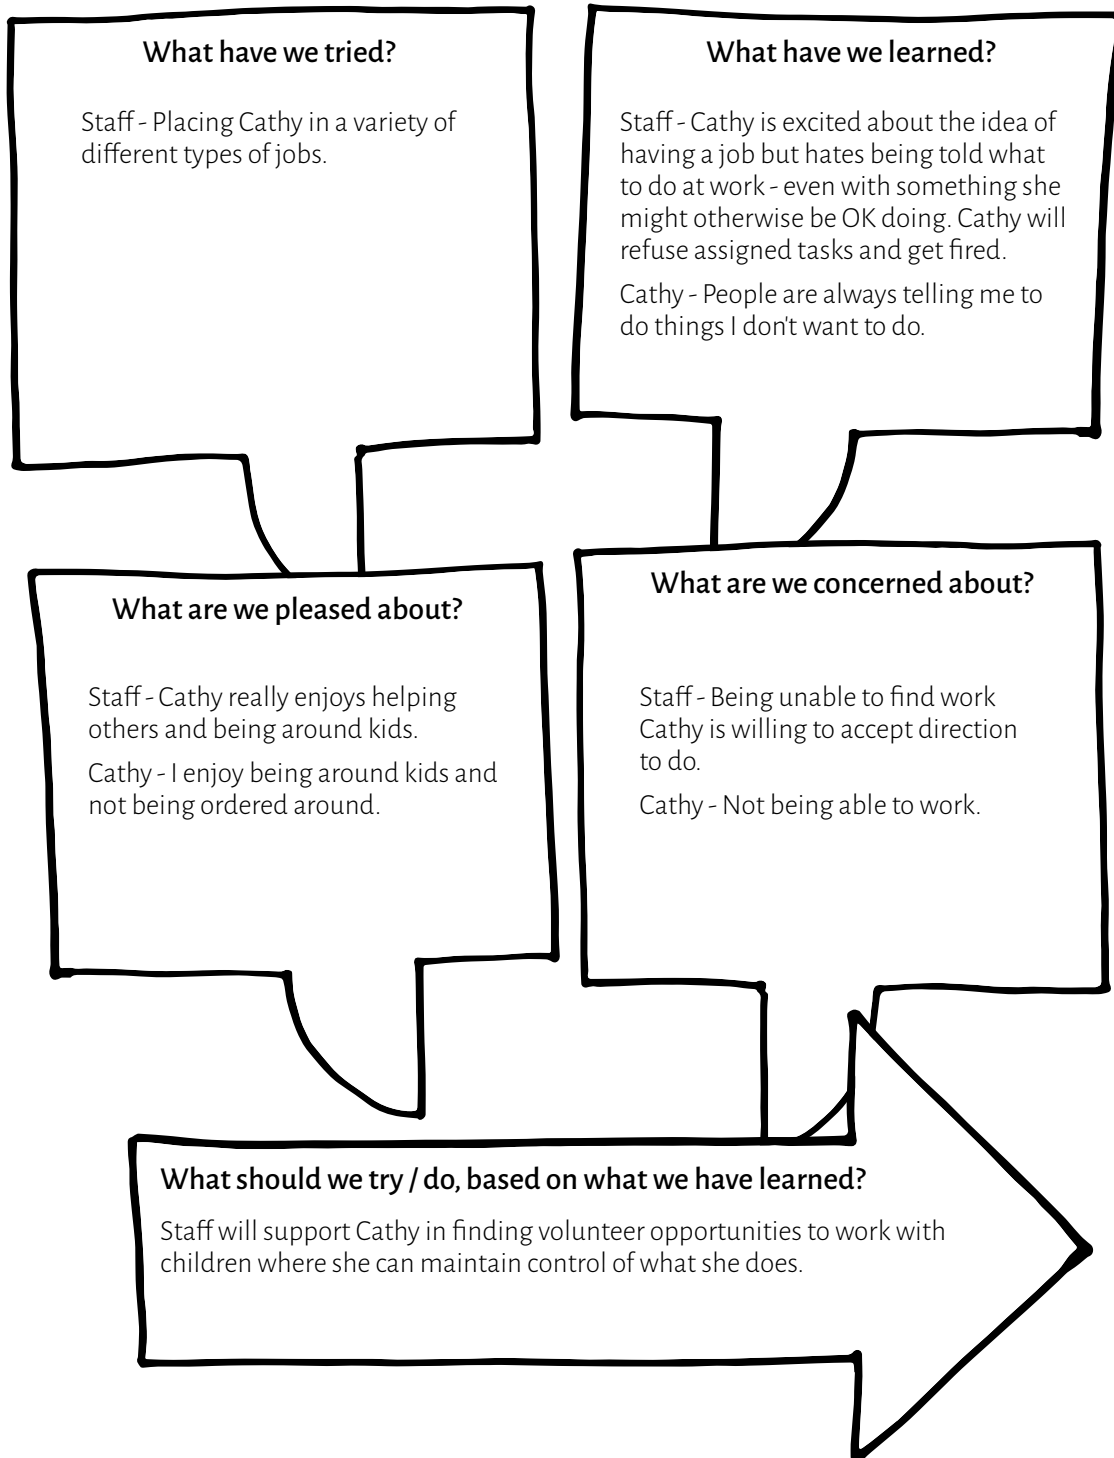 What have we tried?
Staff - Placing Cathy in a variety of
different types of jobs.
What have we learned?
Staff - Cathy is excited about the idea of
having a job but hates being told what
to do at work - even with something she
might otherwise be OK doing. Cathy will
refuse assigned tasks and get fired.
Cathy - People are always telling me to
do things I don't want to do.
What are we pleased about?
Staff - Cathy really enjoys helping
others and being around kids.
Cathy - I enjoy being around kids and
not being ordered around.
What are we concerned about?
Staff - Being unable to find work
Cathy is willing to accept direction
to do.
Cathy - Not being able to work.
What should we try / do, based on what we have learned?
Staff will support Cathy in finding volunteer opportunities to work with
children where she can maintain control of what she does.